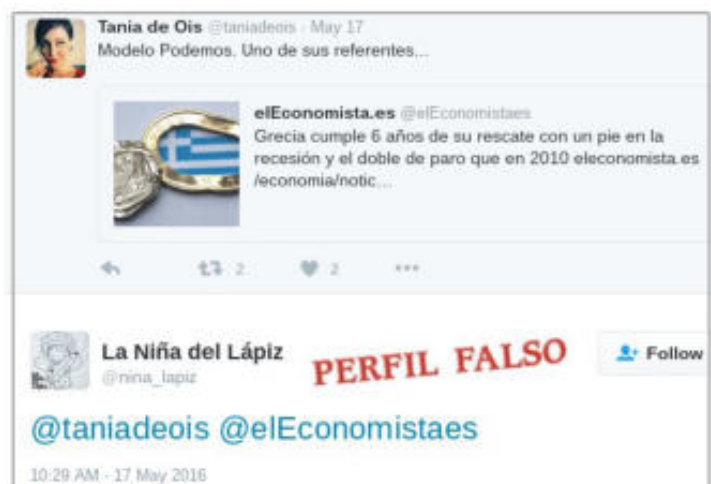 Tania de Ois @taniadeois · May 17
Modelo Podemos. Uno de sus referentes...
elEconomista.es @elEconomistaes
Grecia cumple 6 años de su rescate con un pie en la
recesión y el doble de paro que en 2010 eleconomista.es
/economia/notic...
2 2
La Niña del Lápiz
@nina_lapiz
PERFIL FALSO
Follow
@taniadeois @elEconomistaes
10:29 AM - 17 May 2016